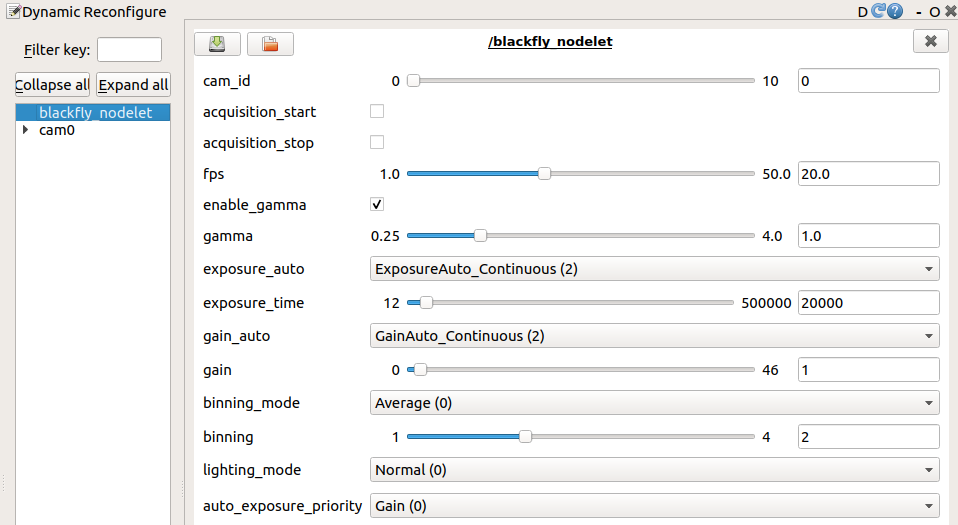 Dynamic Reconfigure D - O
Filter key:
Collapse all Expand all
blackfly_nodelet
cam0
/blackfly_nodelet
cam_id 0 10 0
acquisition_start
acquisition_stop
fps 1.0 50.0 20.0
enable_gamma
gamma 0.25 4.0 1.0
exposure_auto ExposureAuto_Continuous (2)
exposure_time 12 500000 20000
gain_auto GainAuto_Continuous (2)
gain 0 46 1
binning_mode Average (0)
binning 1 4 2
lighting_mode Normal (0)
auto_exposure_priority Gain (0)